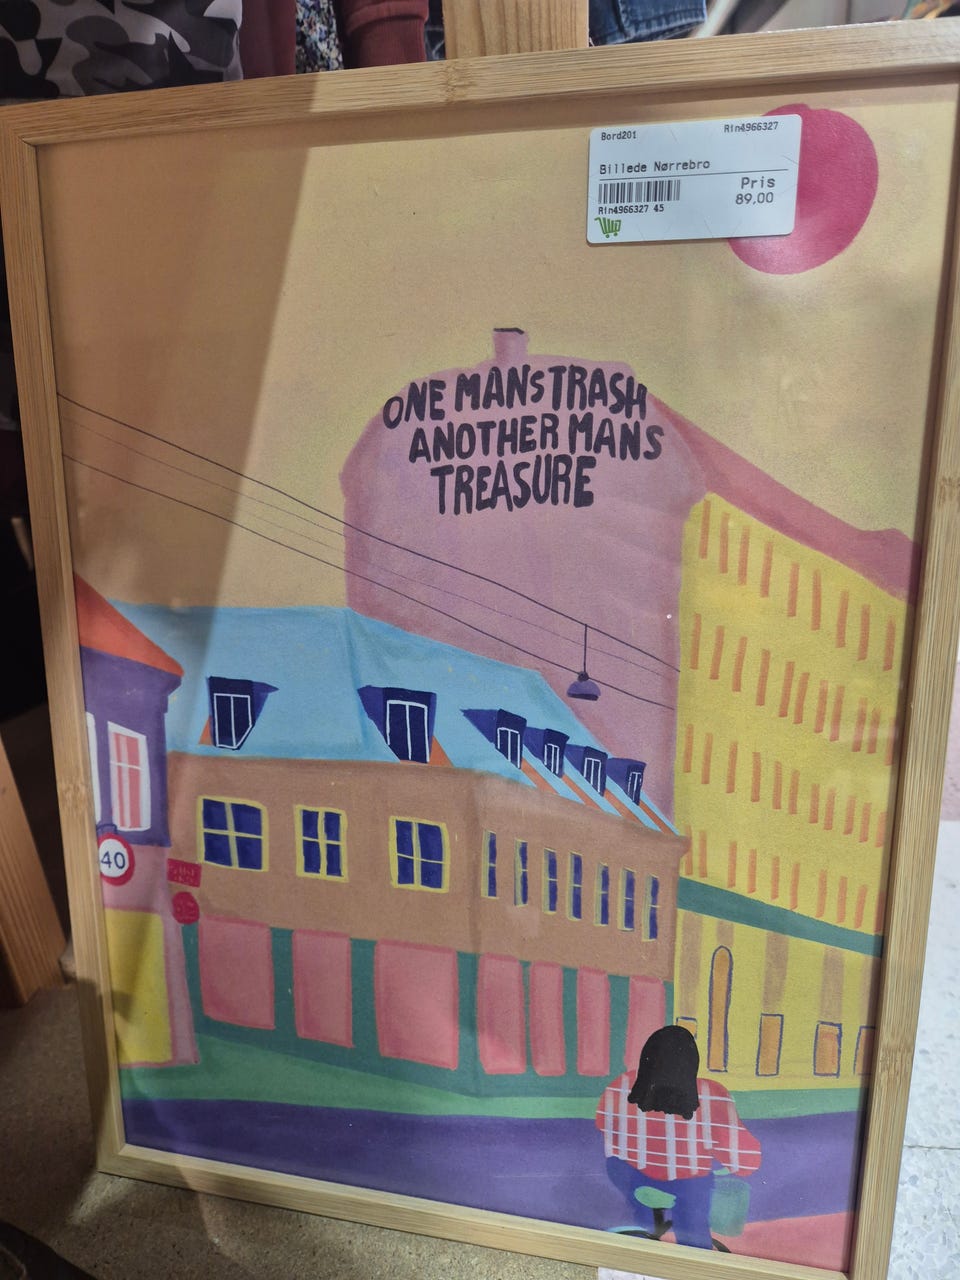 Bord201 Rin4966327
Billede Nørrebro
Pris
89,00
Rin4966327 45
ONE MANS TRASH
ANOTHER MANS
TREASURE
40